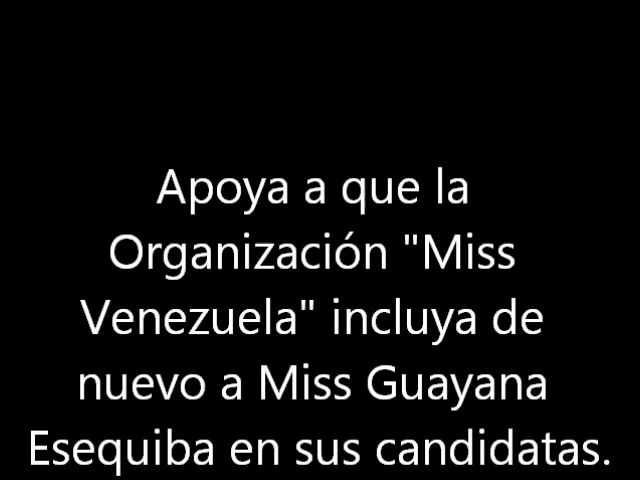 Apoya a que la
Organización "Miss
Venezuela" incluya de
nuevo a Miss Guayana
Esequiba en sus candidatas.